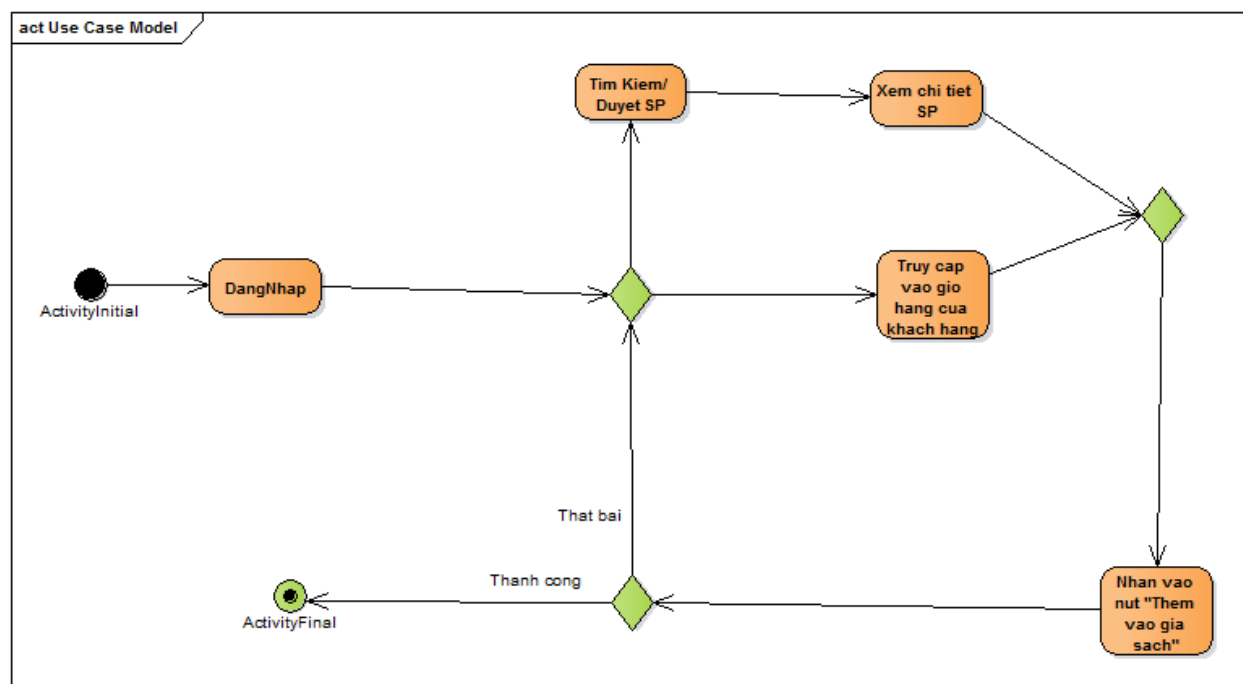 act Use Case Model
Tim Kiem/
Duyet SP
Xem chi tiet
SP
ActivityInitial
DangNhap
Truy cap
vao gio
hang cua
khach hang
That bai
Thanh cong
ActivityFinal
Nhan vao
nut "Them
vao gia
sach"